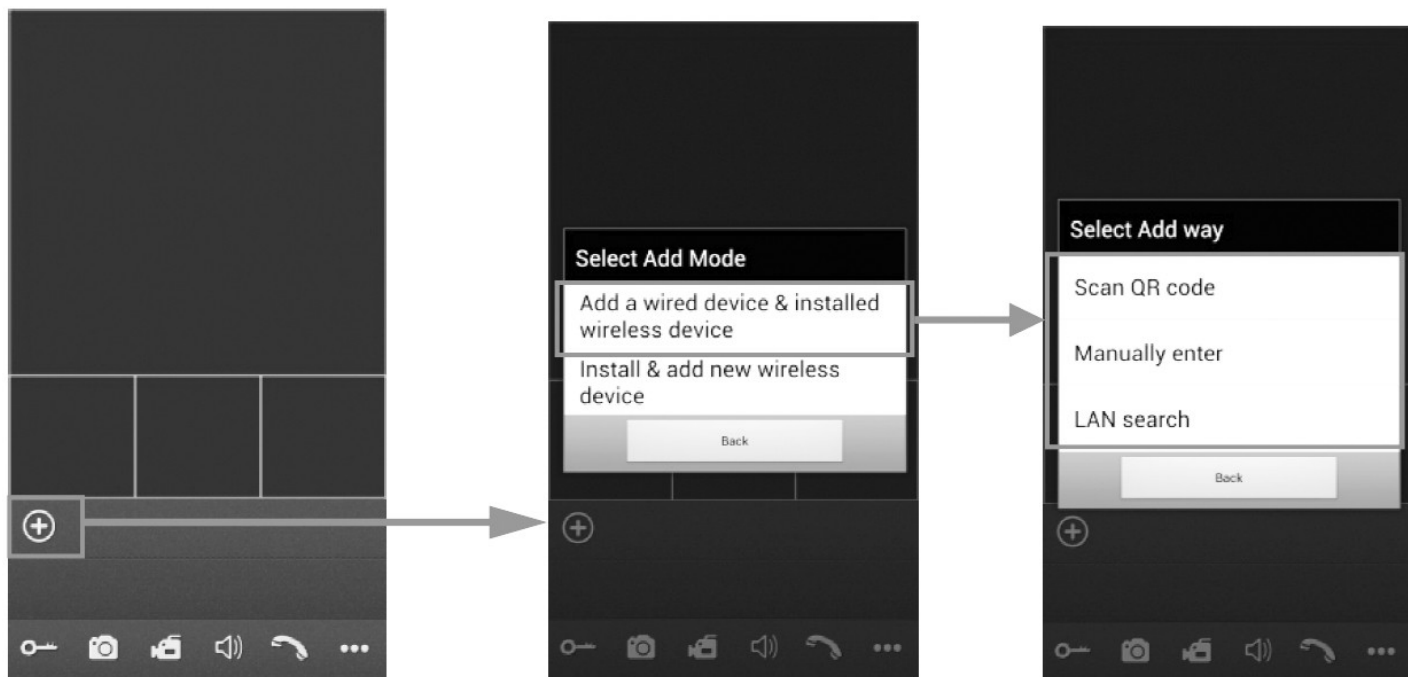 Select Add Mode
Add a wired device & installed
wireless device
Install & add new wireless
device
Back
Select Add way
Scan QR code
Manually enter
LAN search
Back